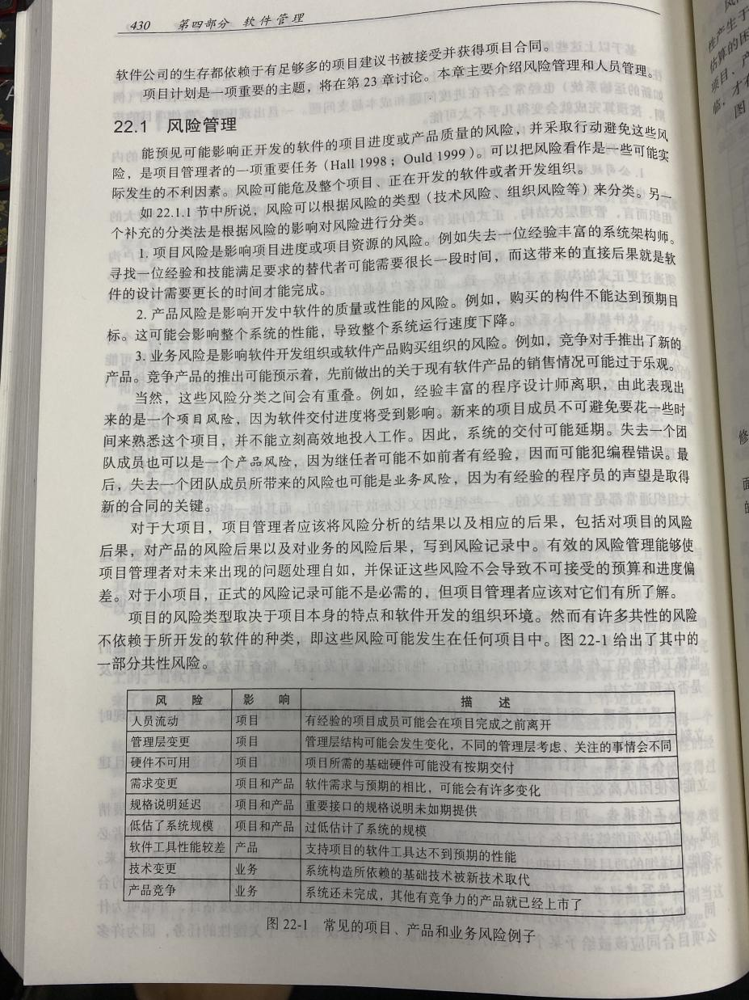 430 第四部分 软件管理
软件公司的生存都依赖于有足够多的项目建议书被接受并获得项目合同。
项目计划是一项重要的主题，将在第 23 章讨论。本章主要介绍风险管理和人员管理。
22.1 风险管理
能预见可能影响正开发的软件的项目进度或产品质量的风险，并采取行动避免这些风
险，是项目管理者的一项重要任务（Hall 1998；Ould 1999）。可以把风险看作是一些可能实
际发生的不利因素。风险可能危及整个项目、正在开发的软件或者开发组织。
如 22.1.1 节中所说，风险可以根据风险的类型（技术风险、组织风险等）来分类。另一
个补充的分类法是根据风险的影响对风险进行分类。
1. 项目风险是影响项目进度或项目资源的风险。例如失去一位经验丰富的系统架构师。
寻找一位经验和技能满足要求的替代者可能需要很长一段时间，而这带来的直接后果就是软
件的设计需要更长的时间才能完成。
2. 产品风险是影响开发中软件的质量或性能的风险。例如，购买的构件不能达到预期目
标。这可能会影响整个系统的性能，导致整个系统运行速度下降。
3. 业务风险是影响软件开发组织或软件产品购买组织的风险。例如，竞争对手推出了新的
产品。竞争产品的推出可能预示着，先前做出的关于现有软件产品的销售情况可能过于乐观。
当然，这些风险分类之间会有重叠。例如，经验丰富的程序设计师离职，由此表现出
来的是一个项目风险，因为软件交付进度将受到影响。新来的项目成员不可避免要花一些时
间来熟悉这个项目，并不能立刻高效地投入工作。因此，系统的交付可能延期。失去一个团
队成员也可以是一个产品风险，因为继任者可能不如前者有经验，因而可能犯编程错误。最
后，失去一个团队成员所带来的风险也可能是业务风险，因为有经验的程序员的声望是取得
新的合同的关键。
对于大项目，项目管理者应该将风险分析的结果以及相应的后果，包括对项目的风险
后果，对产品的风险后果以及对业务的风险后果，写到风险记录中。有效的风险管理能够使
项目管理者对未来出现的问题处理自如，并保证这些风险不会导致不可接受的预算和进度偏
差。对于小项目，正式的风险记录可能不是必需的，但项目管理者应该对它们有所了解。
项目的风险类型取决于项目本身的特点和软件开发的组织环境。然而有许多共性的风险
不依赖于所开发的软件的种类，即这些风险可能发生在任何项目中。图 22-1 给出了其中的
一部分共性风险。
风 险 影 响 描 述
人员流动 项目 有经验的项目成员可能会在项目完成之前离开
管理层变更 项目 管理层结构可能会发生变化，不同的管理层考虑、关注的事情会不同
硬件不可用 项目 项目所需的基础硬件可能没有按期交付
需求变更 项目和产品 软件需求与预期的相比，可能会有许多变化
规格说明延迟 项目和产品 重要接口的规格说明未如期提供
低估了系统规模 项目和产品 过低估计了系统的规模
软件工具性能较差 产品 支持项目的软件工具达不到预期的性能
技术变更 业务 系统构造所依赖的基础技术被新技术取代
产品竞争 业务 系统还未完成，其他有竞争力的产品就已经上市了
图 22-1 常见的项目、产品和业务风险例子